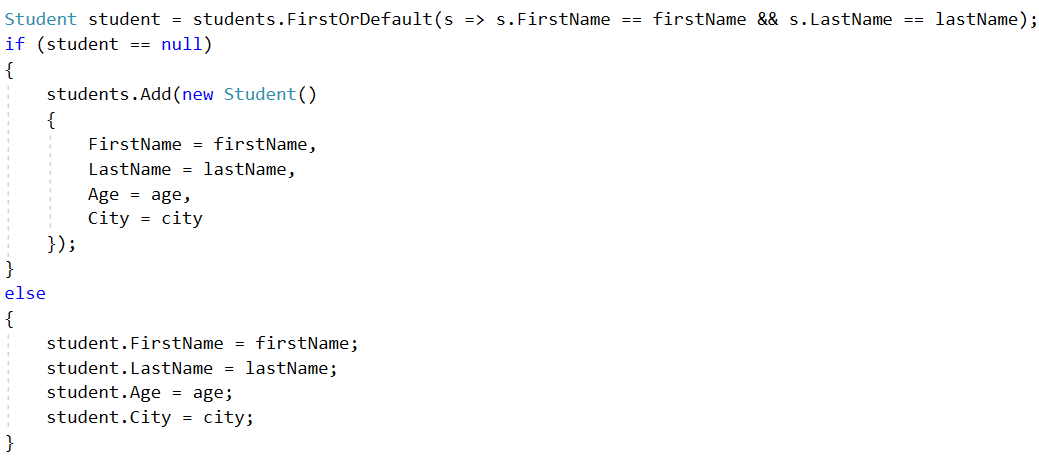 Student student = students.FirstOrDefault(s => s.FirstName == firstName && s.LastName == lastName);
if (student == null)
{
    students.Add(new Student()
    {
        FirstName = firstName,
        LastName = lastName,
        Age = age,
        City = city
    });
}
else
{
    student.FirstName = firstName;
    student.LastName = lastName;
    student.Age = age;
    student.City = city;
}